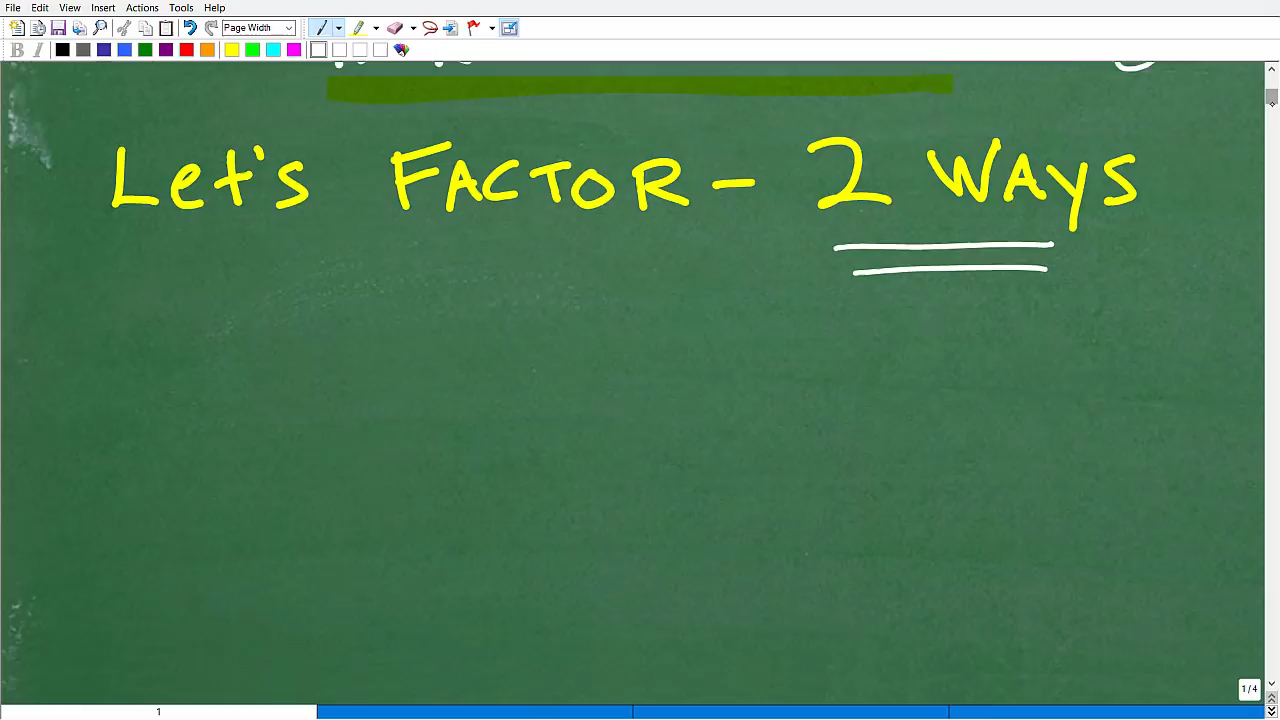 File Edit View Insert Actions Tools Help
Page Width
B I
Let's FACTOR - 2 WAYS
1 / 4
1